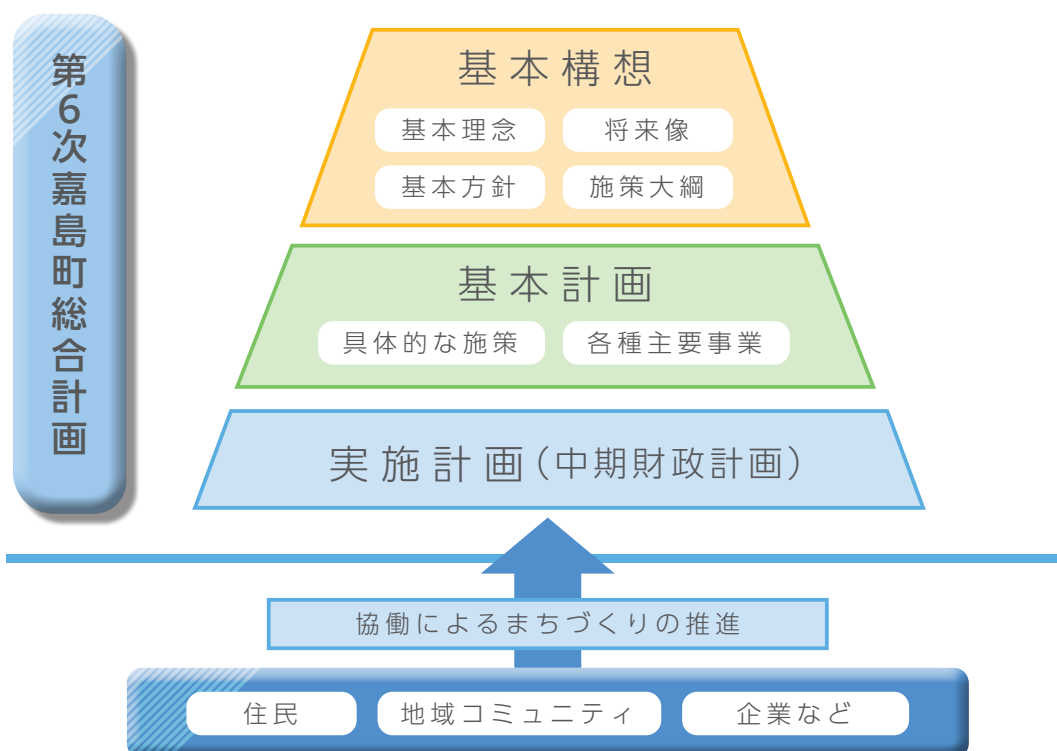 第6次嘉島町総合計画
基本構想
基本理念
将来像
基本方針
施策大綱
基本計画
具体的な施策
各種主要事業
実施計画（中期財政計画）
協働によるまちづくりの推進
住民
地域コミュニティ
企業など